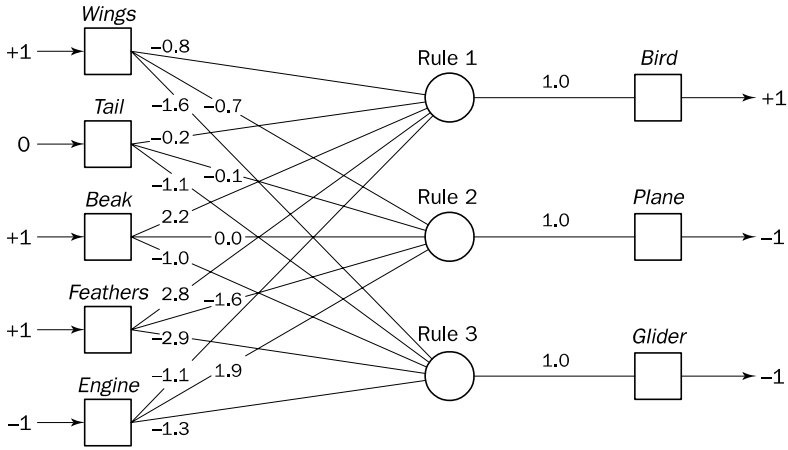 Wings
+1
–0.8
Rule 1
1.0
Bird
+1
–1.6
–0.7
Tail
0
–0.2
–0.1
–1.1
Beak
+1
2.2
0.0
–1.0
Rule 2
1.0
Plane
–1
Feathers
+1
2.8
–1.6
–2.9
Rule 3
1.0
Glider
–1
Engine
–1
–1.1
1.9
–1.3